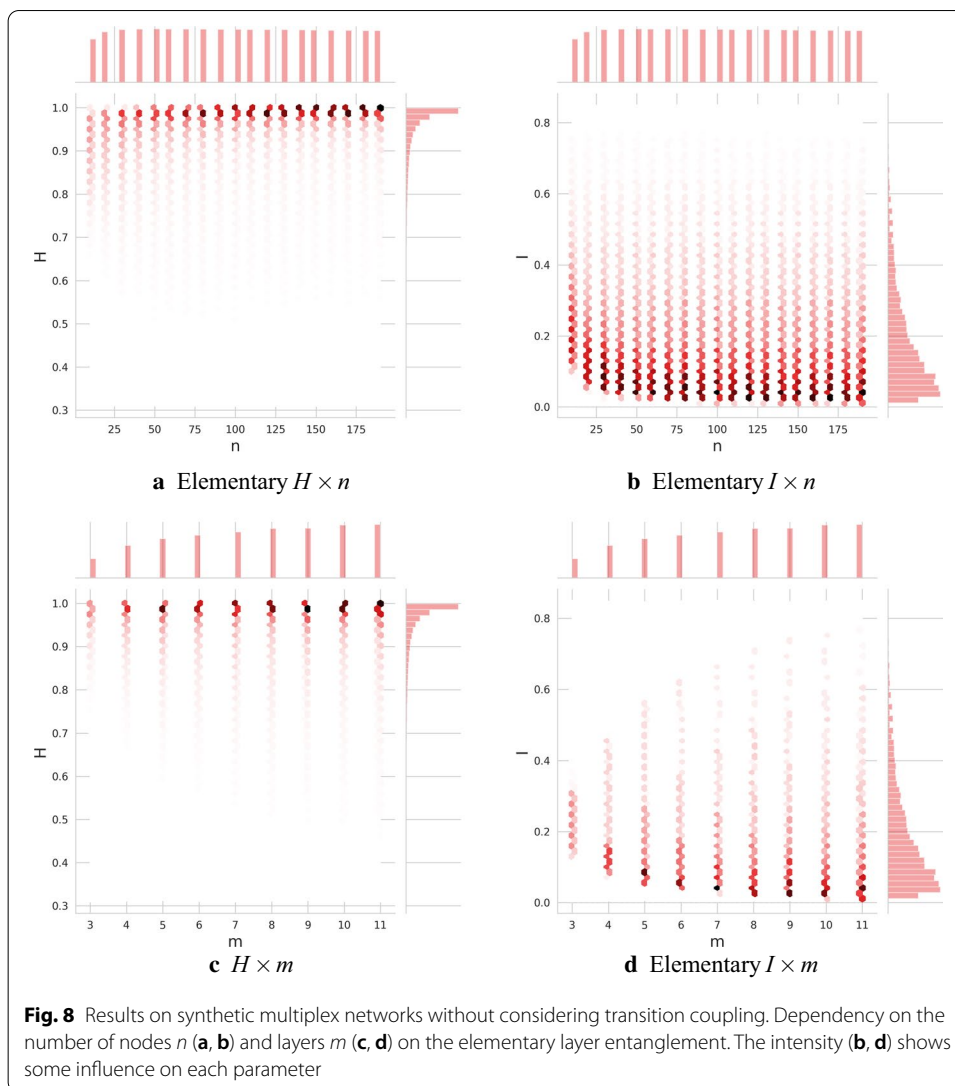 1.0
0.9
0.8
0.7
0.6
0.5
0.4
0.3
H
25 50 75 100 125 150 175
n
a Elementary H × n
0.8
0.6
0.4
0.2
0.0
I
25 50 75 100 125 150 175
n
b Elementary I × n
1.0
0.9
0.8
0.7
0.6
0.5
0.4
0.3
H
3 4 5 6 7 8 9 10 11
m
c H × m
0.8
0.6
0.4
0.2
0.0
I
3 4 5 6 7 8 9 10 11
m
d Elementary I × m
Fig. 8 Results on synthetic multiplex networks without considering transition coupling. Dependency on the
number of nodes n (a, b) and layers m (c, d) on the elementary layer entanglement. The intensity (b, d) shows
some influence on each parameter